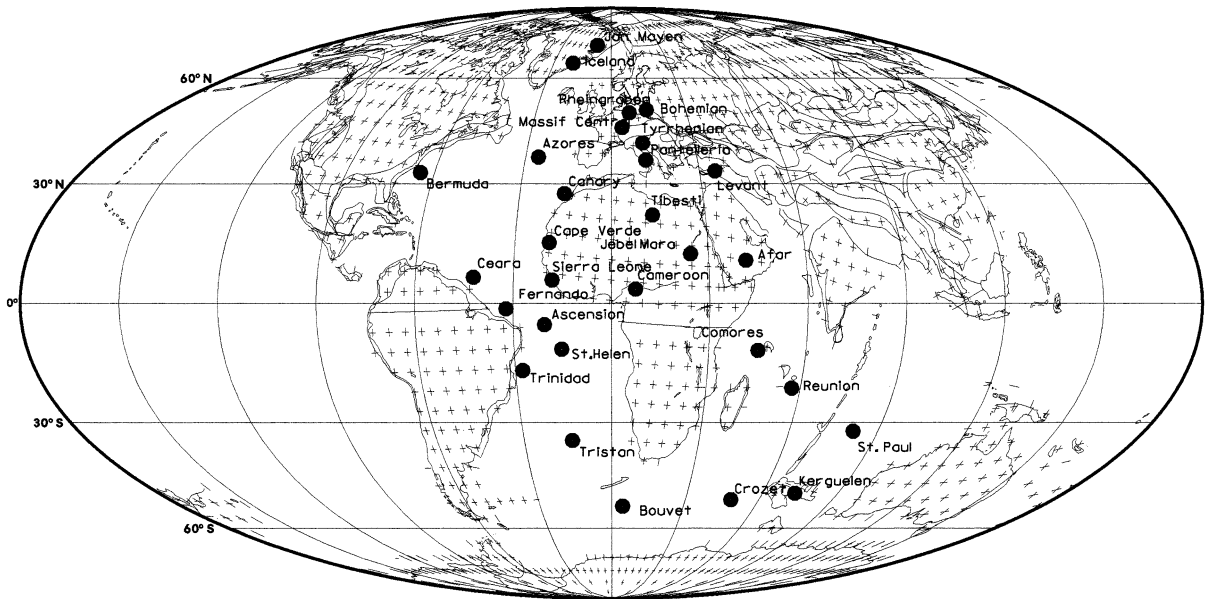 Jan Mayen
Iceland
60° N
Rheingraben
Bohemian
Massif Centr
Tyrrhenian
Azores
Pantelleria
30° N
Bermuda
Canary
Levant
Tibesti
Cape Verde
Jebel Mara
Afar
Ceara
Sierra Leone
Cameroon
Fernando
0°
Ascension
Comores
St.Helen
Trinidad
Reunion
30° S
Tristan
St.Paul
Crozet
Kerguelen
Bouvet
60° S